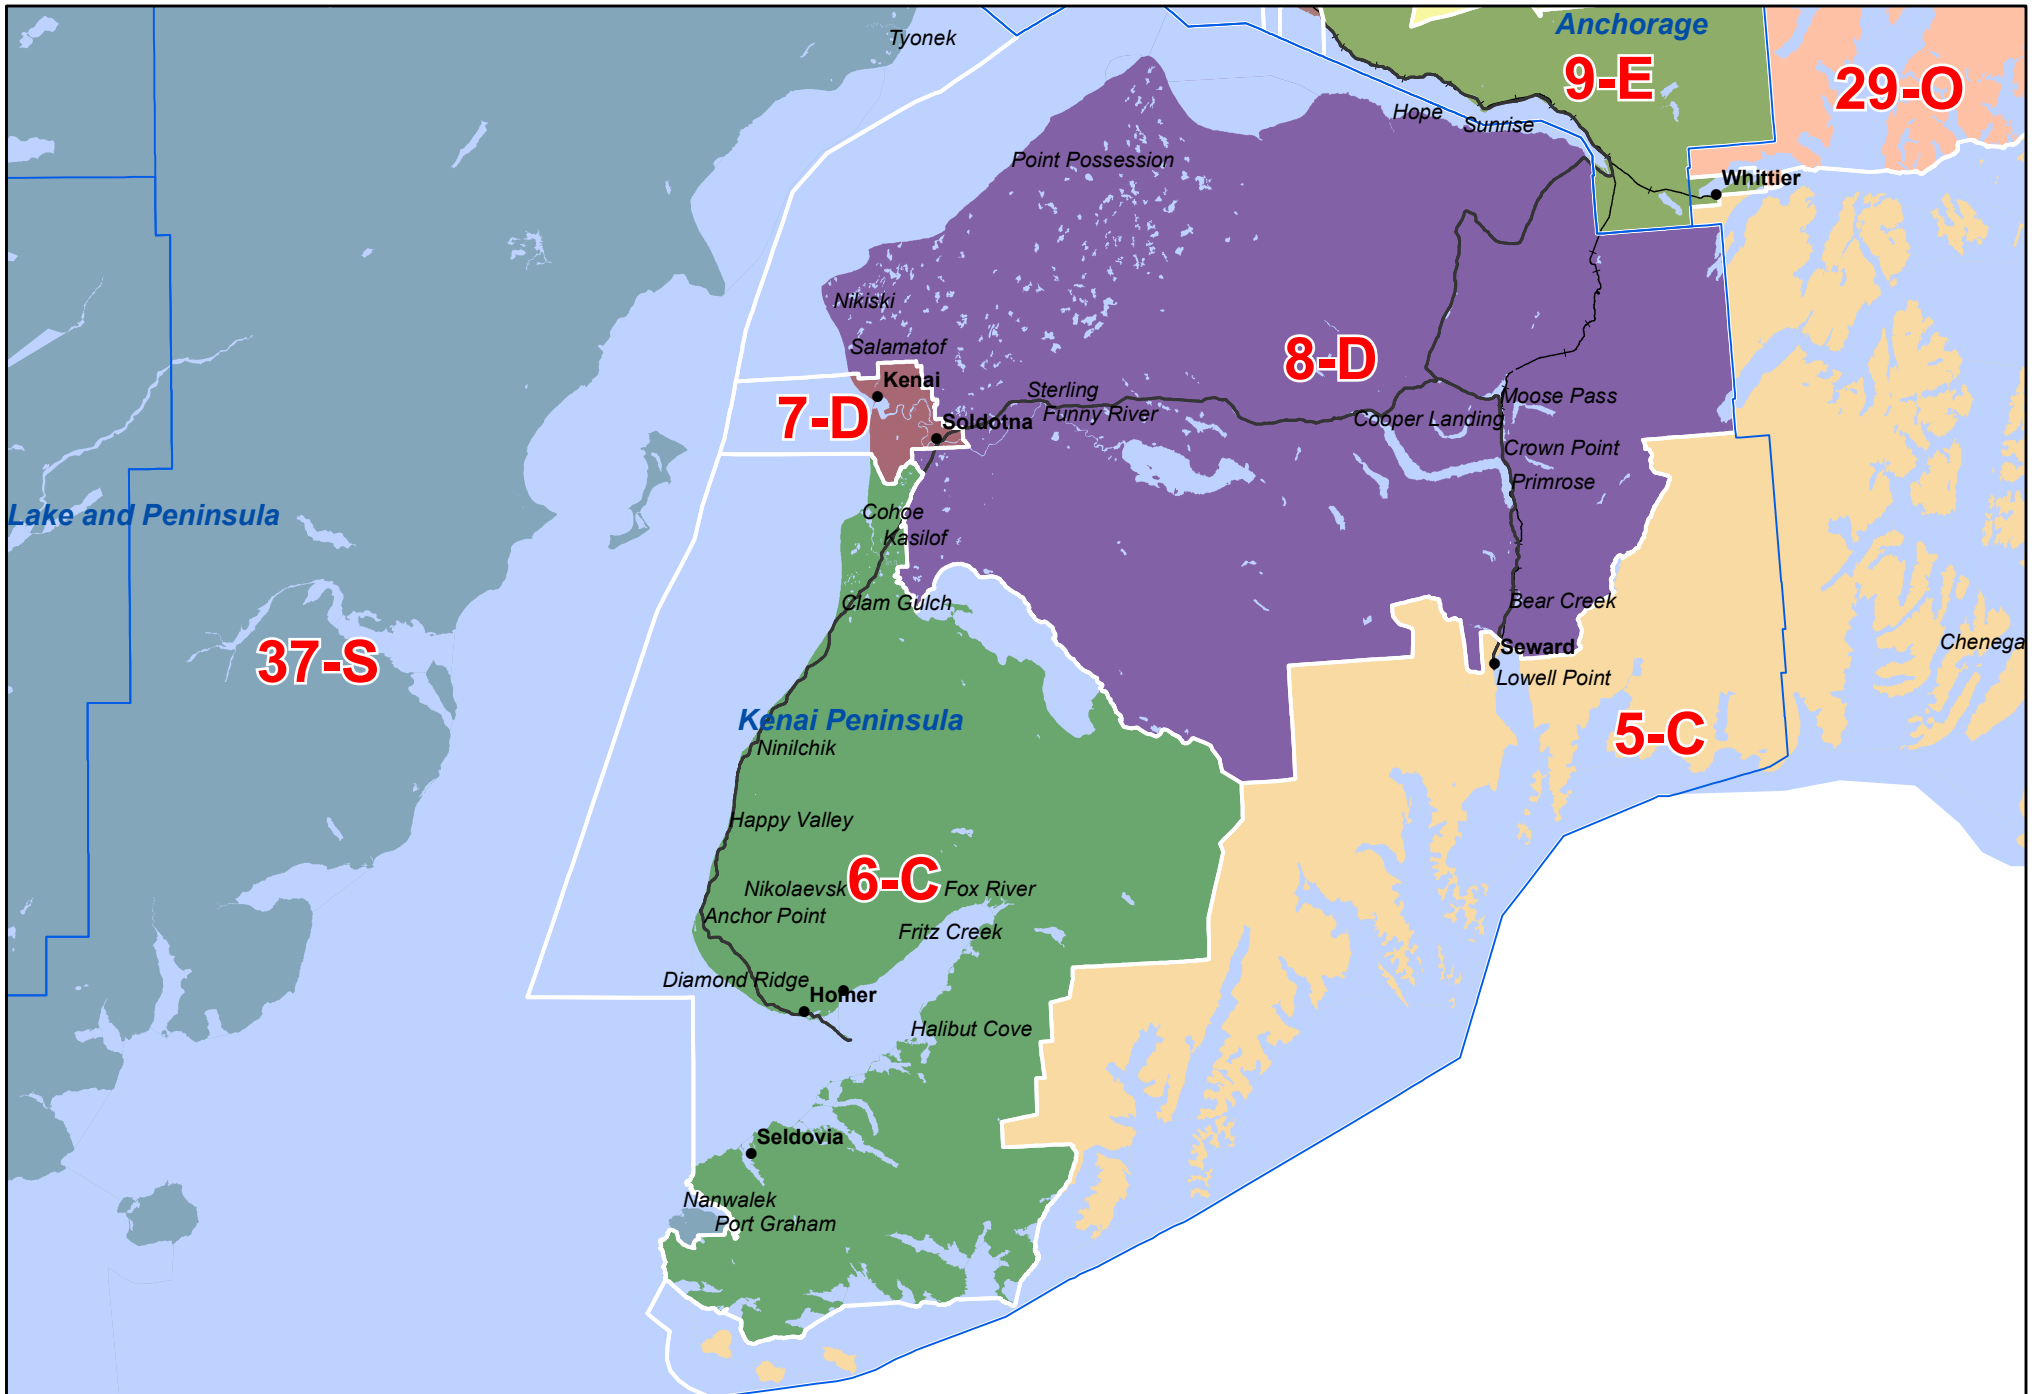 Anchorage
Tyonek
9-E
29-O
Hope
Sunrise
Point Possession
Whittier
Nikiski
Salamatof
8-D
Kenai
Sterling
Moose Pass
7-D
Funny River
Cooper Landing
Soldotna
Crown Point
Primrose
Lake and Peninsula
Cohoe
Kasilof
Clam Gulch
Bear Creek
Chenega
Seward
37-S
Lowell Point
Kenai Peninsula
5-C
Ninilchik
Happy Valley
Nikolaevsk
6-C
Fox River
Anchor Point
Fritz Creek
Diamond Ridge
Homer
Halibut Cove
Seldovia
Nanwalek
Port Graham